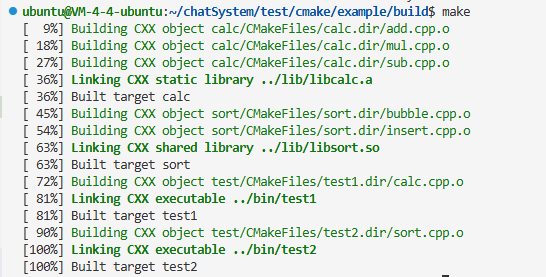 ubuntu@VM-4-4-ubuntu:~/chatSystem/test/cmake/example/build$ make
[  9%] Building CXX object calc/CMakeFiles/calc.dir/add.cpp.o
[ 18%] Building CXX object calc/CMakeFiles/calc.dir/mul.cpp.o
[ 27%] Building CXX object calc/CMakeFiles/calc.dir/sub.cpp.o
[ 36%] Linking CXX static library ../lib/libcalc.a
[ 36%] Built target calc
[ 45%] Building CXX object sort/CMakeFiles/sort.dir/bubble.cpp.o
[ 54%] Building CXX object sort/CMakeFiles/sort.dir/insert.cpp.o
[ 63%] Linking CXX shared library ../lib/libsort.so
[ 63%] Built target sort
[ 72%] Building CXX object test/CMakeFiles/test1.dir/calc.cpp.o
[ 81%] Linking CXX executable ../bin/test1
[ 81%] Built target test1
[ 90%] Building CXX object test/CMakeFiles/test2.dir/sort.cpp.o
[100%] Linking CXX executable ../bin/test2
[100%] Built target test2